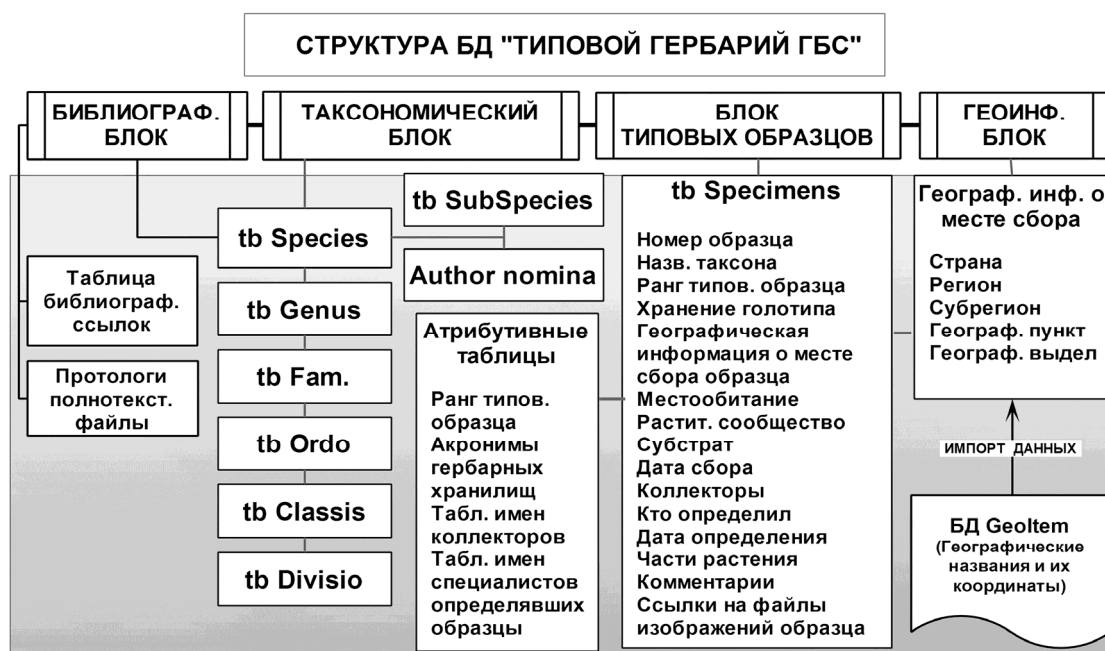 СТРУКТУРА БД "ТИПОВОЙ ГЕРБАРИЙ ГБС"
БИБЛИОГРАФ.
БЛОК
ТАКСОНОМИЧЕСКИЙ
БЛОК
БЛОК
ТИПОВЫХ ОБРАЗЦОВ
ГЕОИНФ.
БЛОК
Таблица
библиограф.
ссылок
Протологи
полнотекст.
файлы
tb Species
tb Genus
tb Fam.
tb Ordo
tb Classis
tb Divisio
tb SubSpecies
Author nomina
Атрибутивные
таблицы
Ранг типов.
образца
Акронимы
гербарных
хранилищ
Табл. имен
коллекторов
Табл. имен
специалистов
определявших
образцы
tb Specimens
Номер образца
Назв. таксона
Ранг типов. образца
Хранение голотипа
Географическая
информация о месте
сбора образца
Местообитание
Растит. сообщество
Субстрат
Дата сбора
Коллекторы
Кто определил
Дата определения
Части растения
Комментарии
Ссылки на файлы
изображений образца
Географ. инф. о
месте сбора
Страна
Регион
Субрегион
Географ. пункт
Географ. выдел
ИМПОРТ ДАННЫХ
БД GeoItem
(Географические
названия и их
координаты)